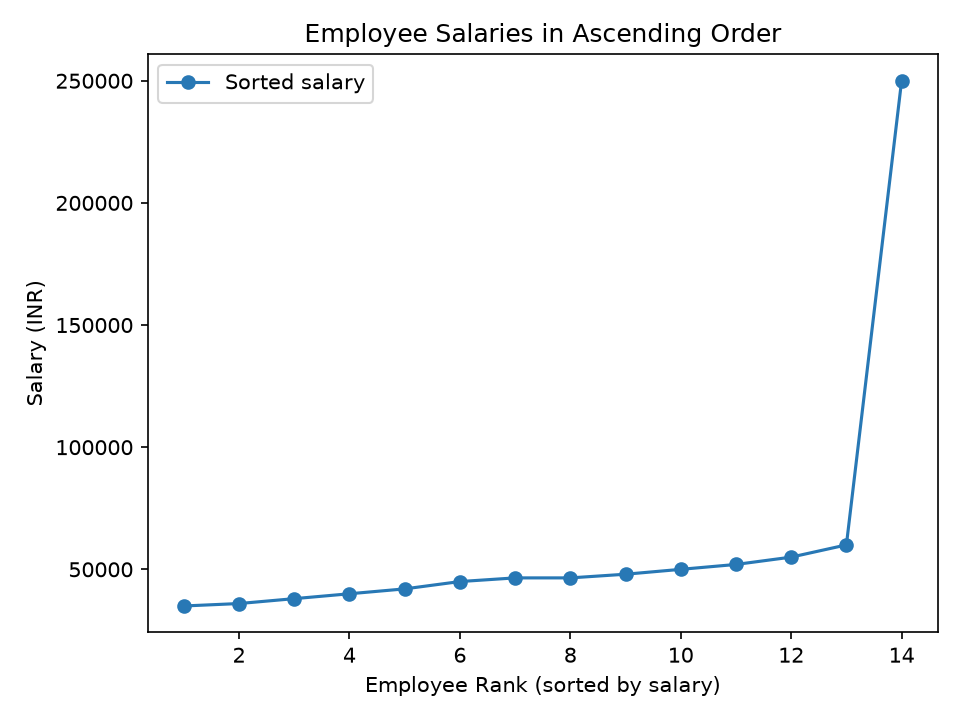 Employee Salaries in Ascending Order
Sorted salary
250000
200000
150000
100000
50000
Salary (INR)
2 4 6 8 10 12 14
Employee Rank (sorted by salary)